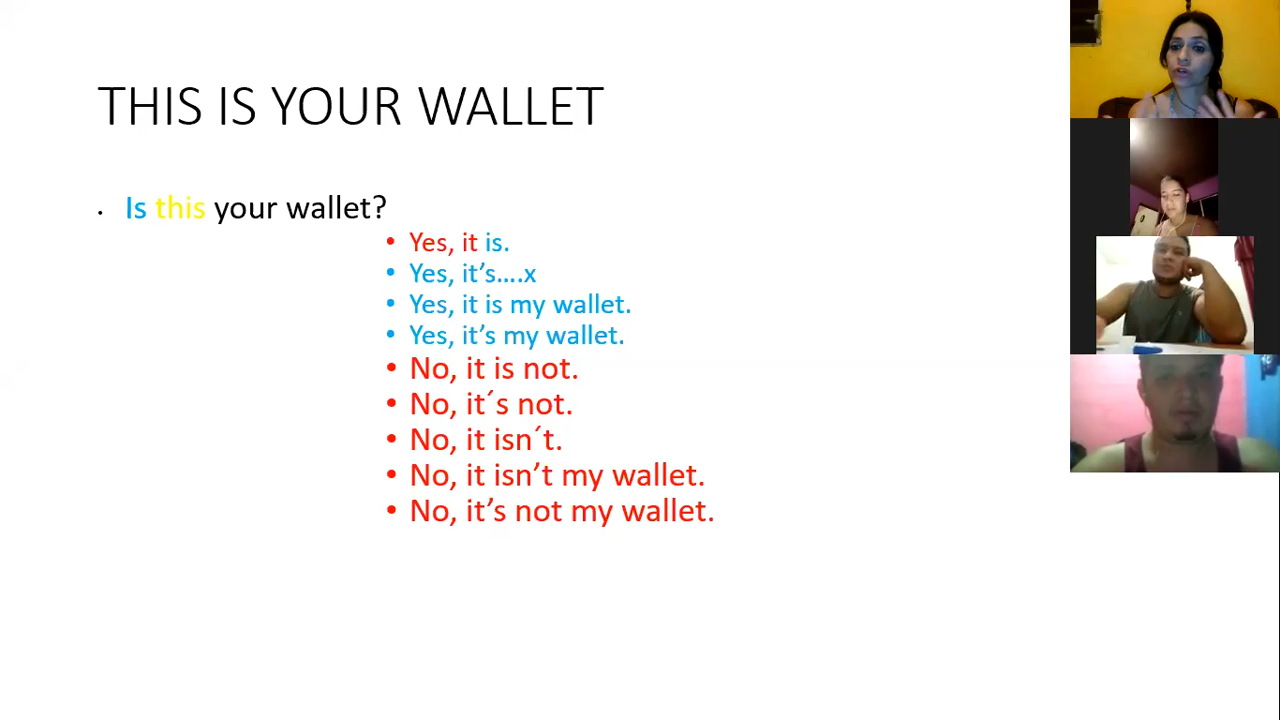 THIS IS YOUR WALLET
• Is this your wallet?
• Yes, it is.
• Yes, it’s….x
• Yes, it is my wallet.
• Yes, it’s my wallet.
• No, it is not.
• No, it´s not.
• No, it isn´t.
• No, it isn’t my wallet.
• No, it’s not my wallet.